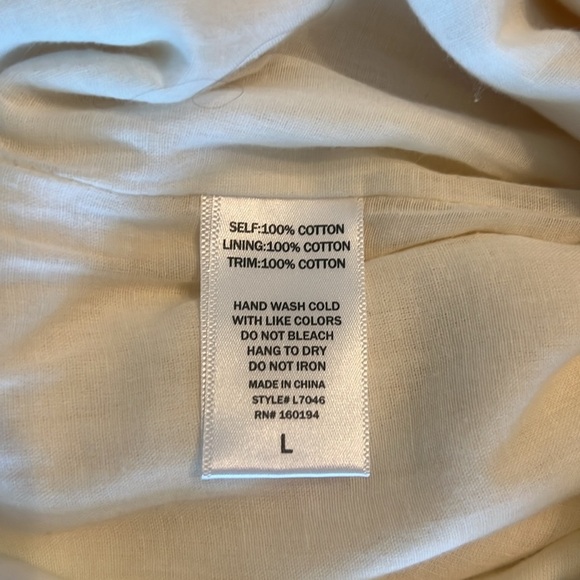 SELF:100% COTTON
LINING:100% COTTON
TRIM:100% COTTON
HAND WASH COLD
WITH LIKE COLORS
DO NOT BLEACH
HANG TO DRY
DO NOT IRON
MADE IN CHINA
STYLE# L7046
RN# 160194
L